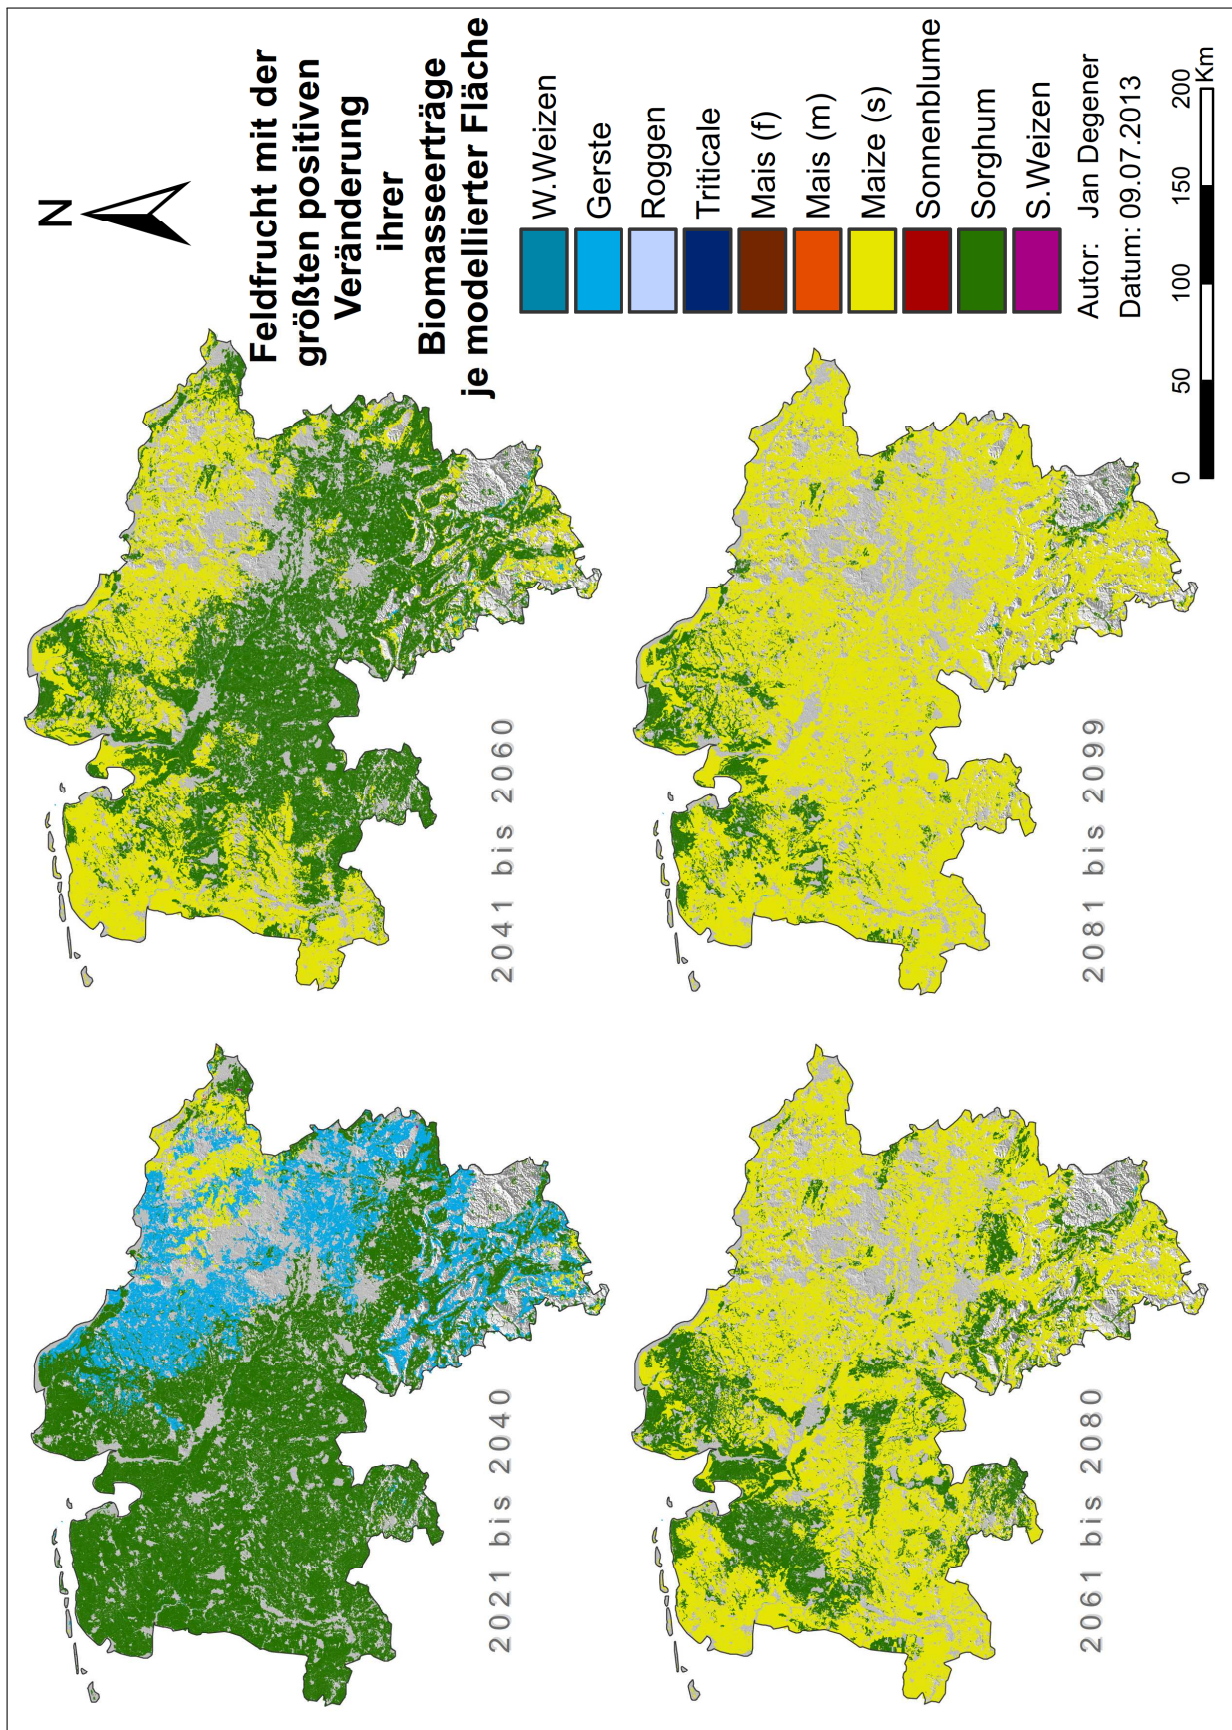 N
Feldfrucht mit der
größten positiven
Veränderung
ihrer
Biomasseerträge
je modellierter Fläche
W.Weizen
Gerste
Roggen
Triticale
Mais (f)
Mais (m)
Maize (s)
Sonnenblume
Sorghum
S.Weizen
Autor: Jan Degener
Datum: 09.07.2013
0 50 100 150 200
Km
2021 bis 2040
2041 bis 2060
2061 bis 2080
2081 bis 2099